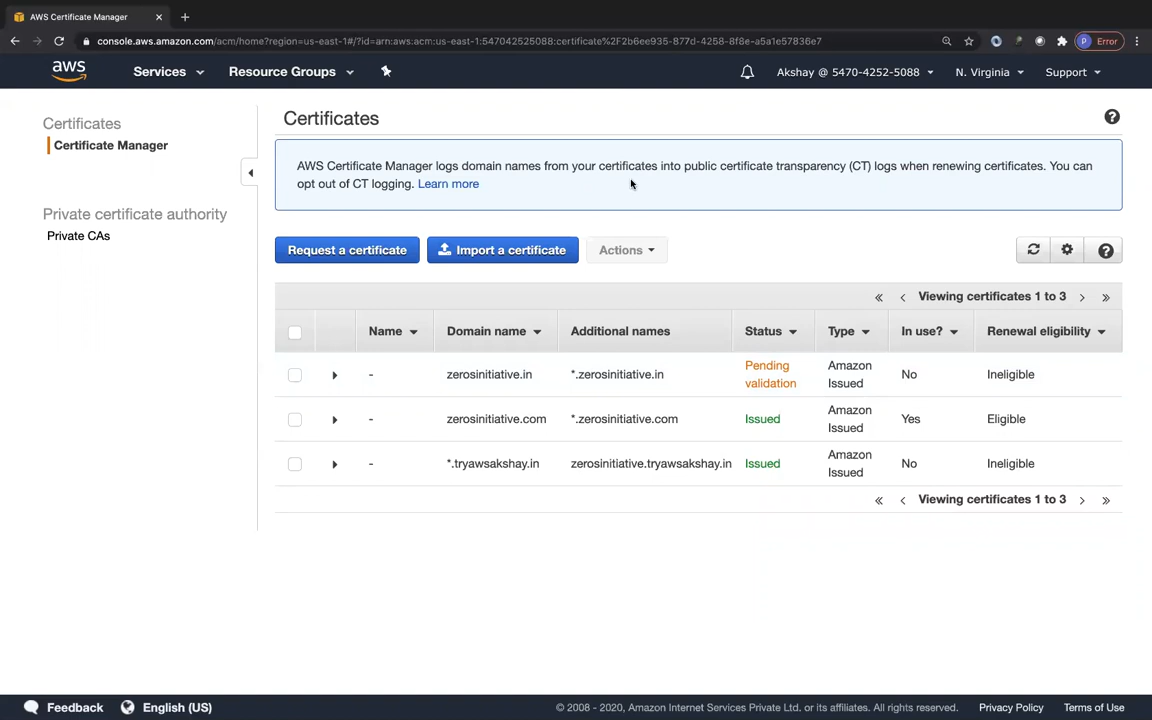 AWS Certificate Manager
console.aws.amazon.com/acm/home?region=us-east-1#/?id=arn:aws:acm:us-east-1:547042525088:certificate%2F2b6ee935-877d-4258-8f8e-a5a1e57836e7
P Error
aws Services Resource Groups Akshay @ 5470-4252-5088 N. Virginia Support
Certificates
Certificate Manager
Private certificate authority
Private CAs
Certificates
AWS Certificate Manager logs domain names from your certificates into public certificate transparency (CT) logs when renewing certificates. You can
opt out of CT logging. Learn more
Request a certificate Import a certificate Actions
« ‹ Viewing certificates 1 to 3 › »
Name Domain name Additional names Status Type In use? Renewal eligibility
- zerosinitiative.in *.zerosinitiative.in Pending validation Amazon Issued No Ineligible
- zerosinitiative.com *.zerosinitiative.com Issued Amazon Issued Yes Eligible
- *.tryawsakshay.in zerosinitiative.tryawsakshay.in Issued Amazon Issued No Ineligible
« ‹ Viewing certificates 1 to 3 › »
Feedback English (US) © 2008 - 2020, Amazon Internet Services Private Ltd. or its affiliates. All rights reserved. Privacy Policy Terms of Use